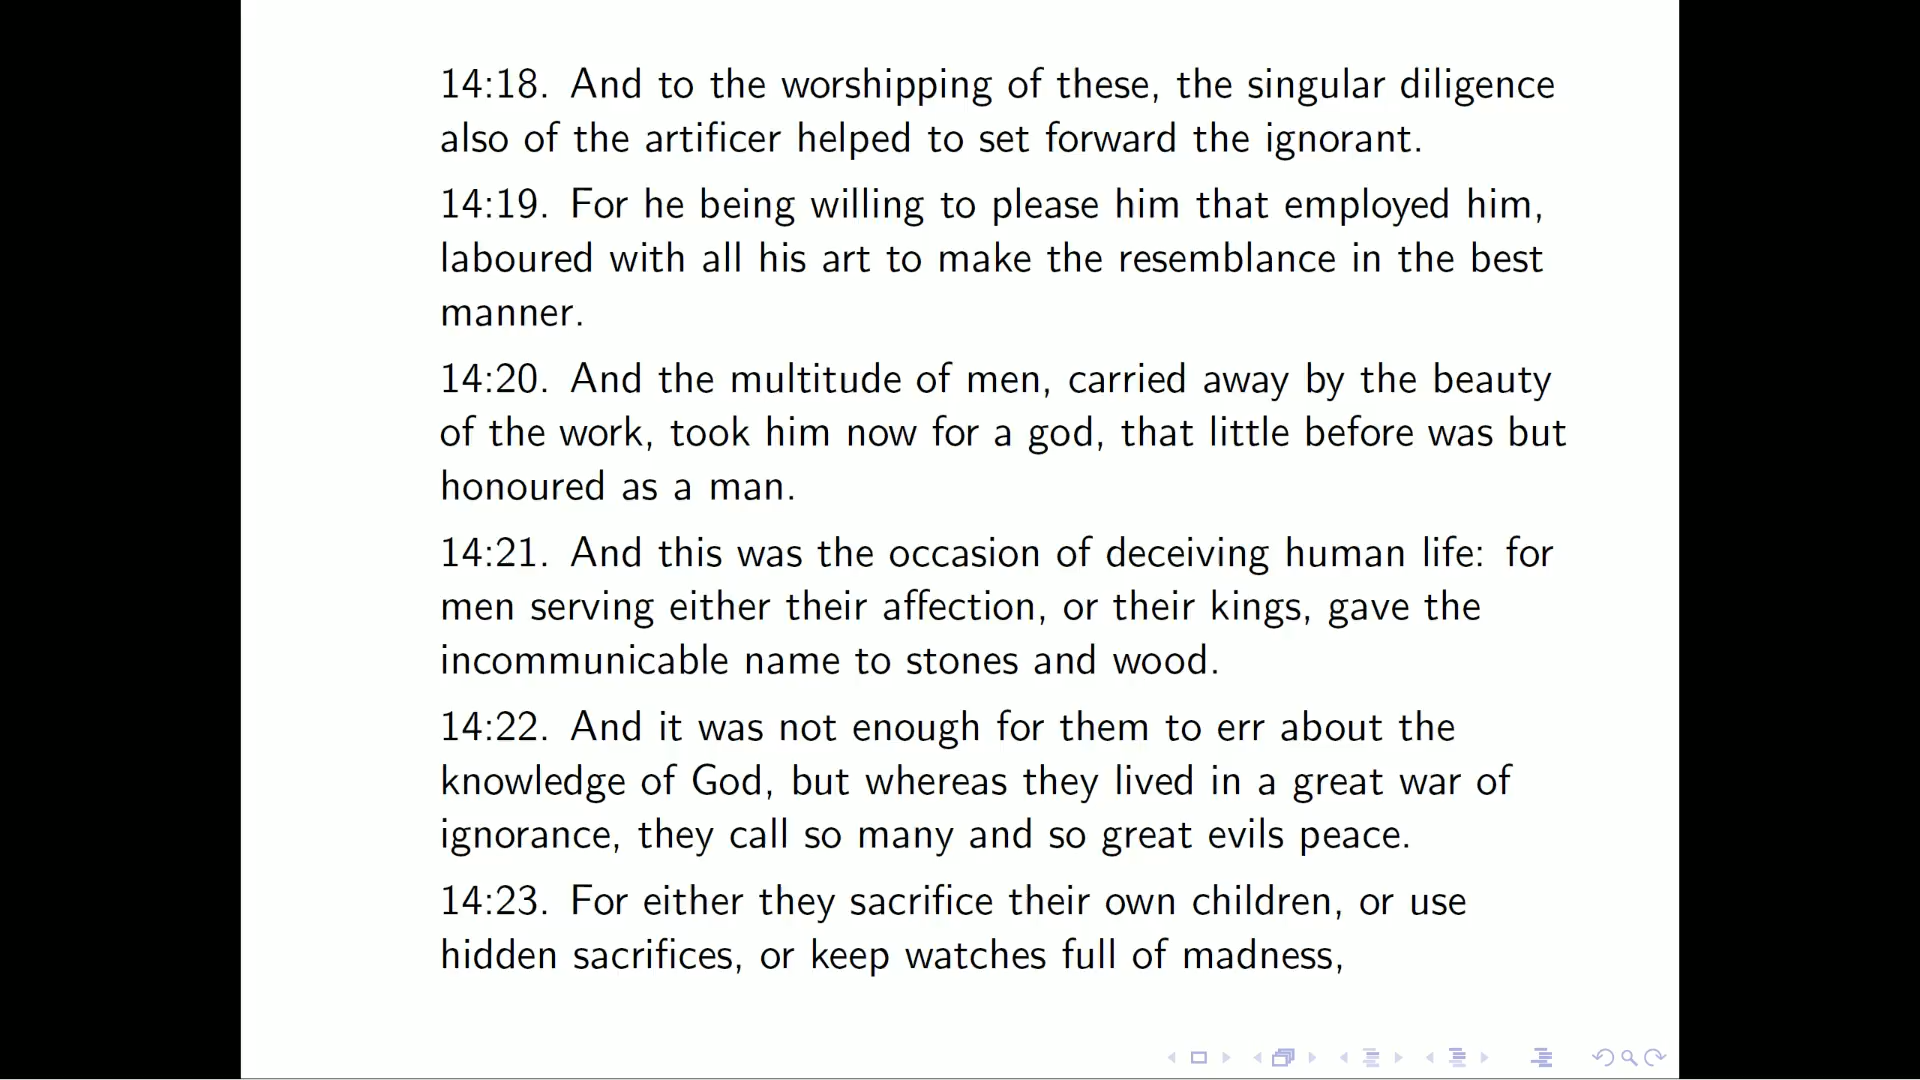 14:18. And to the worshipping of these, the singular diligence
also of the artificer helped to set forward the ignorant.
14:19. For he being willing to please him that employed him,
laboured with all his art to make the resemblance in the best
manner.
14:20. And the multitude of men, carried away by the beauty
of the work, took him now for a god, that little before was but
honoured as a man.
14:21. And this was the occasion of deceiving human life: for
men serving either their affection, or their kings, gave the
incommunicable name to stones and wood.
14:22. And it was not enough for them to err about the
knowledge of God, but whereas they lived in a great war of
ignorance, they call so many and so great evils peace.
14:23. For either they sacrifice their own children, or use
hidden sacrifices, or keep watches full of madness,